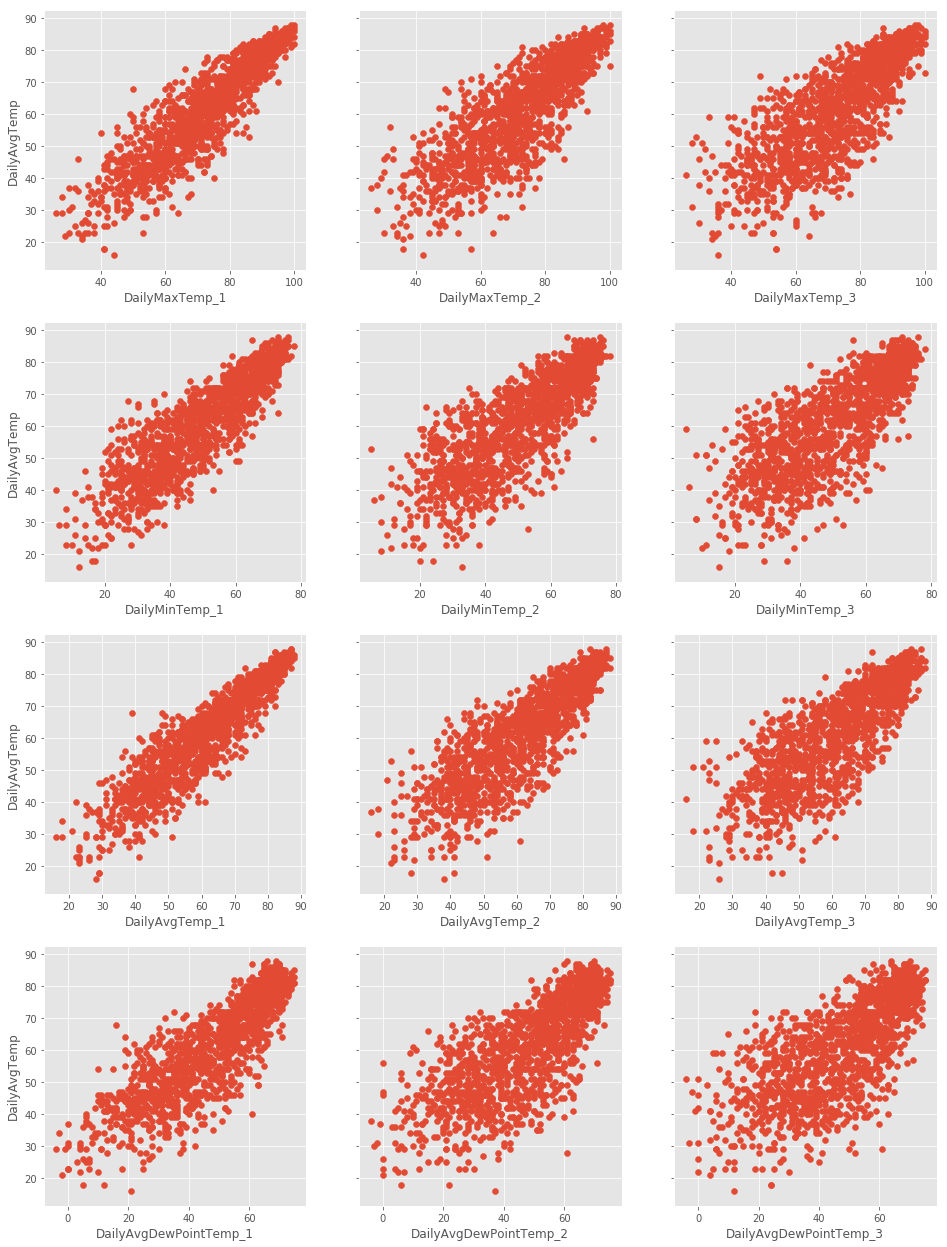 90
80
70
60
50
40
30
20
DailyAvgTemp
40 60 80 100 40 60 80 100 40 60 80 100
DailyMaxTemp_1 DailyMaxTemp_2 DailyMaxTemp_3
90
80
70
60
50
40
30
20
DailyAvgTemp
20 40 60 80 20 40 60 80 20 40 60 80
DailyMinTemp_1 DailyMinTemp_2 DailyMinTemp_3
90
80
70
60
50
40
30
20
DailyAvgTemp
20 30 40 50 60 70 80 90 20 30 40 50 60 70 80 90 20 30 40 50 60 70 80 90
DailyAvgTemp_1 DailyAvgTemp_2 DailyAvgTemp_3
90
80
70
60
50
40
30
20
DailyAvgTemp
0 20 40 60 0 20 40 60 0 20 40 60
DailyAvgDewPointTemp_1 DailyAvgDewPointTemp_2 DailyAvgDewPointTemp_3